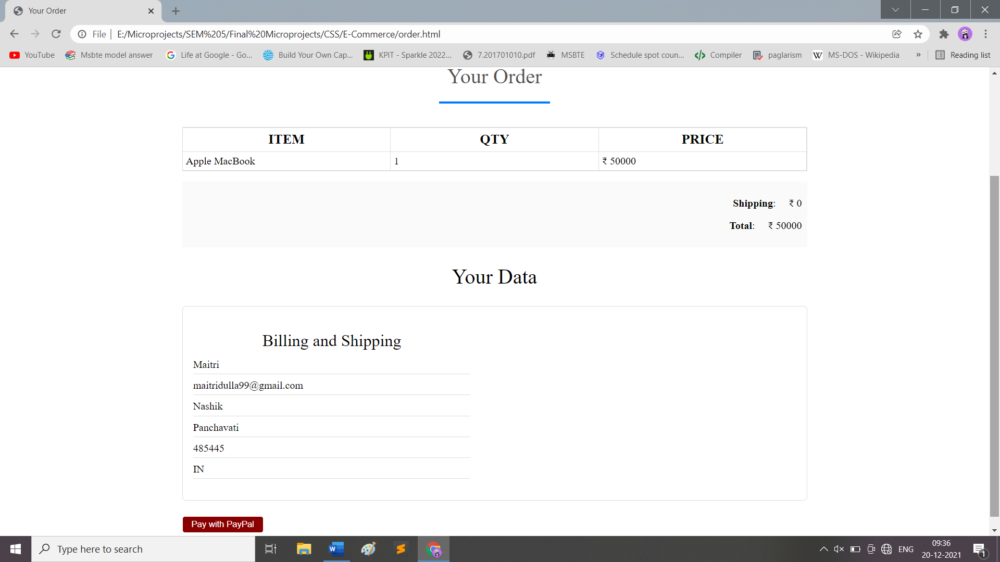 Your Order
File
E:/Microprojects/SEM%205/Final%20Microprojects/CSS/E-Commerce/order.html
YouTube
Msbte model answer
Life at Google - Go...
Build Your Own Cap...
KPIT - Sparkle 2022...
7.201701010.pdf
MSBTE
Schedule spot coun...
Compiler
paglarism
W
MS-DOS - Wikipedia
»
Reading list
Your Order
ITEM QTY PRICE
Apple MacBook 1 ₹ 50000
Shipping: ₹ 0
Total: ₹ 50000
Your Data
Billing and Shipping
Maitri
maitridulla99@gmail.com
Nashik
Panchavati
485445
IN
Pay with PayPal
Type here to search
ENG
09:36
20-12-2021
1